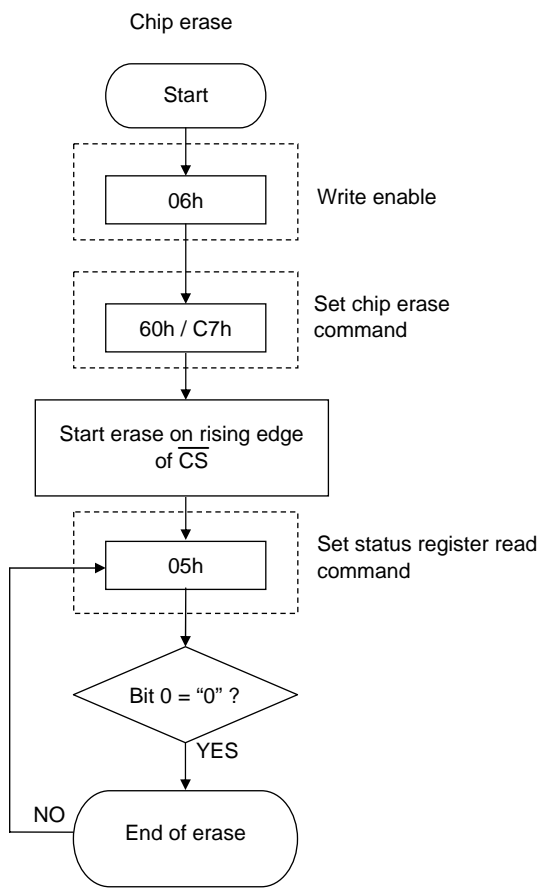 Chip erase
Start
06h
Write enable
60h / C7h
Set chip erase
command
Start erase on rising edge
of C̅S̅
05h
Set status register read
command
Bit 0 = “0” ?
YES
NO
End of erase